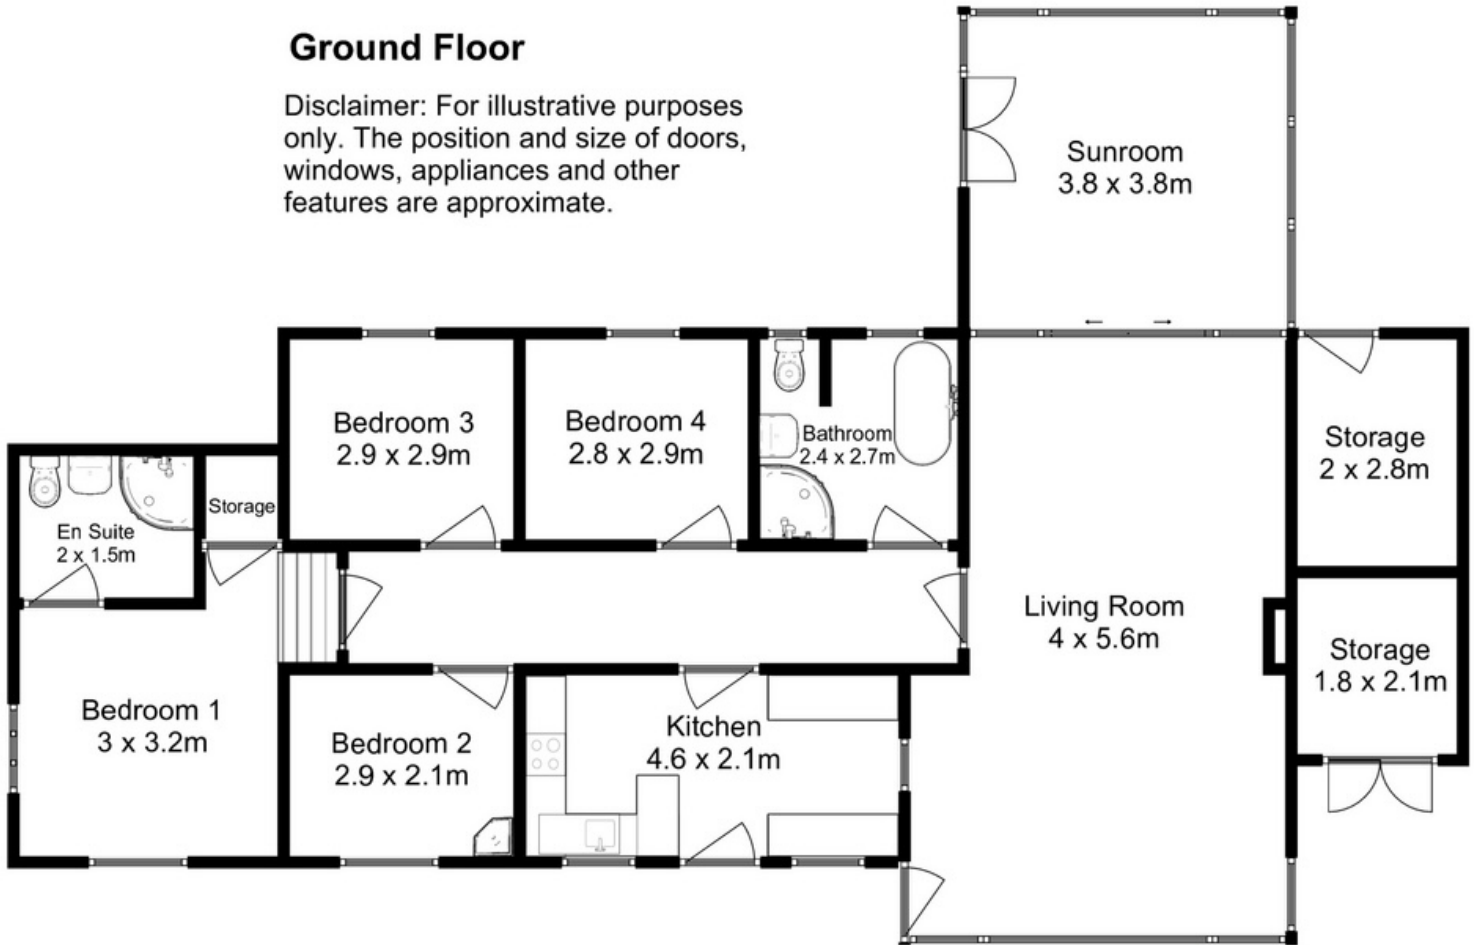 Ground Floor
Disclaimer: For illustrative purposes
only. The position and size of doors,
windows, appliances and other
features are approximate.
Sunroom
3.8 x 3.8m
Bedroom 3
2.9 x 2.9m
Bedroom 4
2.8 x 2.9m
Bathroom
2.4 x 2.7m
Storage
2 x 2.8m
En Suite
2 x 1.5m
Storage
Living Room
4 x 5.6m
Storage
1.8 x 2.1m
Bedroom 1
3 x 3.2m
Bedroom 2
2.9 x 2.1m
Kitchen
4.6 x 2.1m